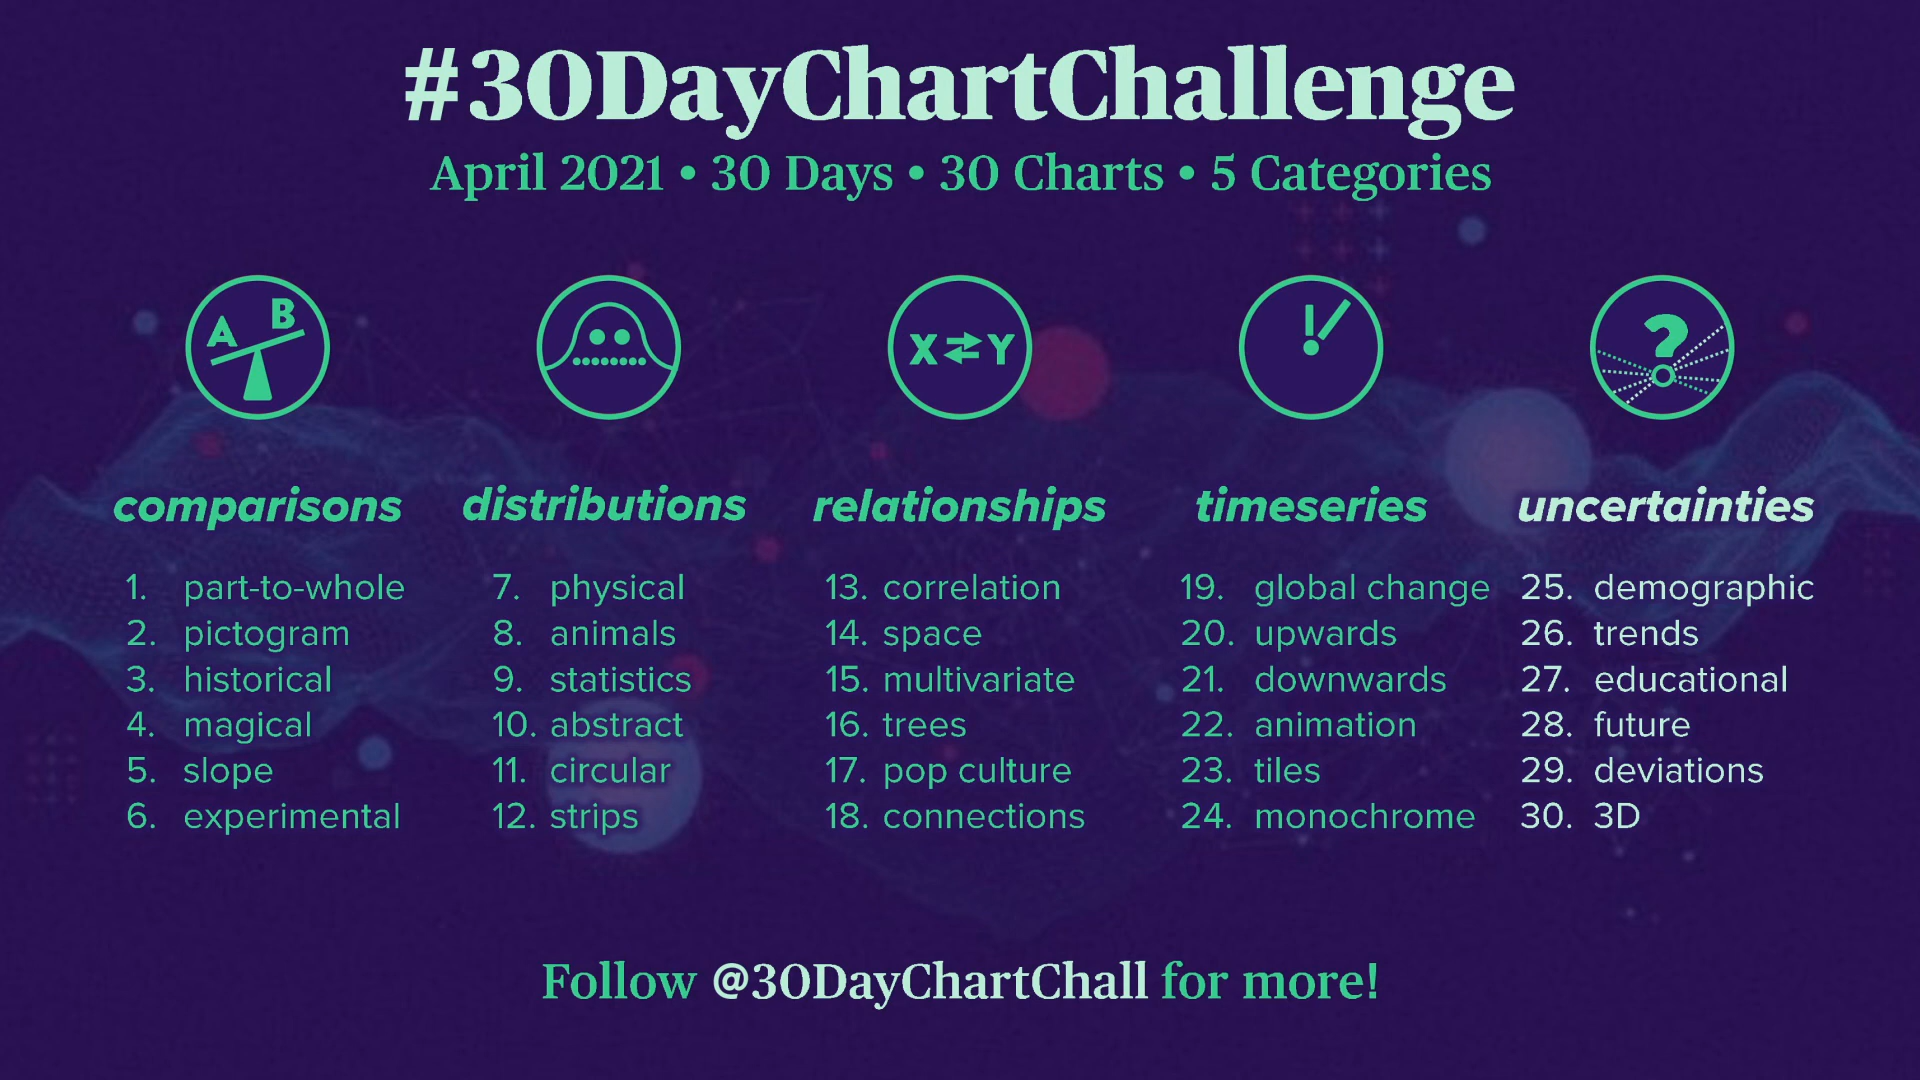 #30DayChartChallenge
April 2021 • 30 Days • 30 Charts • 5 Categories
A B
X ⇄ Y
!
?
comparisons
1. part-to-whole
2. pictogram
3. historical
4. magical
5. slope
6. experimental
distributions
7. physical
8. animals
9. statistics
10. abstract
11. circular
12. strips
relationships
13. correlation
14. space
15. multivariate
16. trees
17. pop culture
18. connections
timeseries
19. global change
20. upwards
21. downwards
22. animation
23. tiles
24. monochrome
uncertainties
25. demographic
26. trends
27. educational
28. future
29. deviations
30. 3D
Follow @30DayChartChall for more!